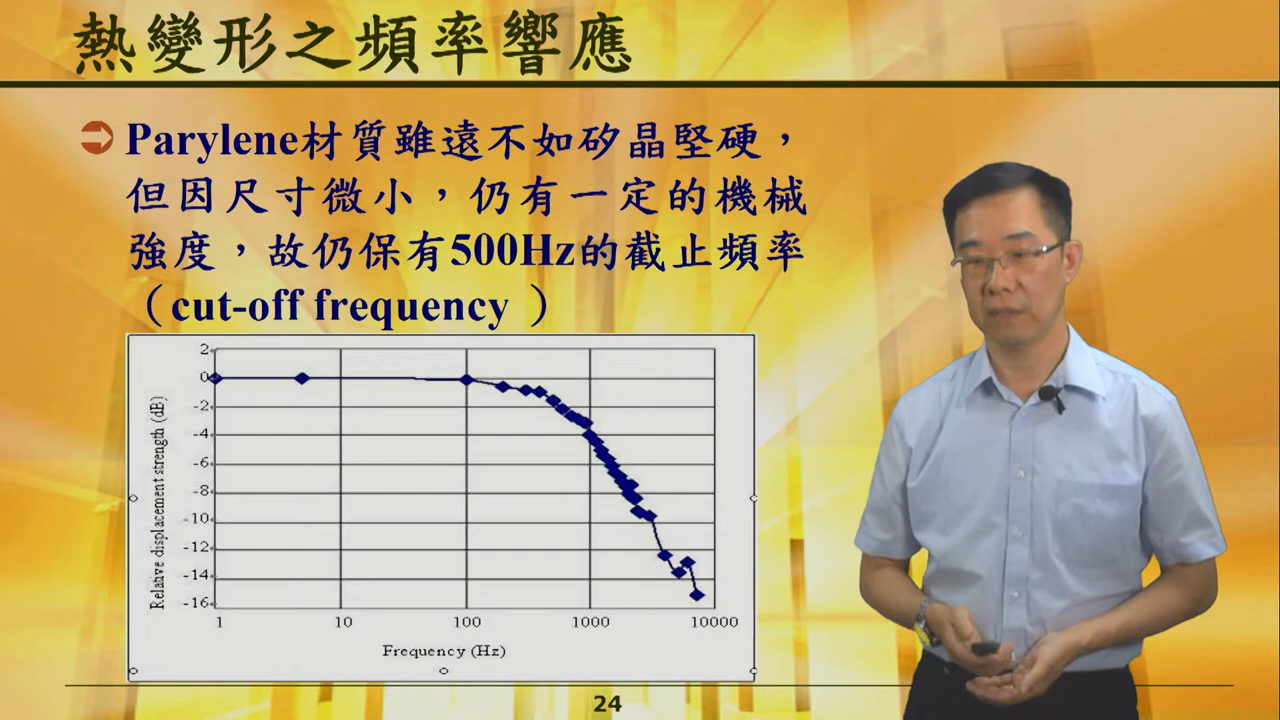 熱變形之頻率響應
Parylene材質雖遠不如矽晶堅硬，
但因尺寸微小，仍有一定的機械
強度，故仍保有500Hz的截止頻率
（cut-off frequency ）
Relative displacement strength (dB)
2
0
-2
-4
-6
-8
-10
-12
-14
-16
1 10 100 1000 10000
Frequency (Hz)
24